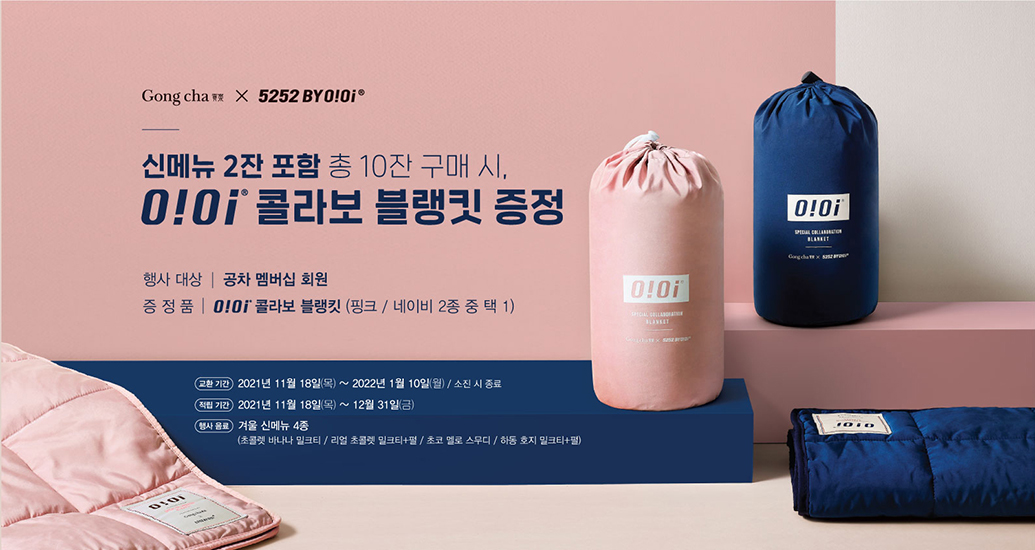 Gong cha 貢茶 × 5252 BY O!Oi®
신메뉴 2잔 포함 총 10잔 구매 시,
O!Oi® 콜라보 블랭킷 증정
행사 대상 | 공차 멤버십 회원
증 정 품 | O!Oi® 콜라보 블랭킷 (핑크 / 네이비 2종 중 택 1)
교환 기간 2021년 11월 18일(목) ~ 2022년 1월 10일(월) / 소진 시 종료
적립 기간 2021년 11월 18일(목) ~ 12월 31일(금)
행사 음료 겨울 신메뉴 4종
(초콜렛 바나나 밀크티 / 리얼 초콜렛 밀크티+펄 / 초코 멜로 스무디 / 하동 호지 밀크티+펄)
O!Oi®
SPECIAL COLLABORATION
BLANKET
Gong cha 貢茶 × 5252 BY O!Oi®
O!Oi®
SPECIAL COLLABORATION
BLANKET
× 5252 BY O!Oi®
O!Oi
O!Oi